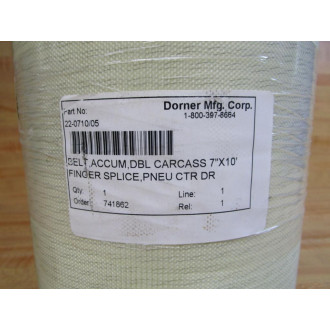 Part No: Dorner Mfg. Corp.
22-0710/05 1-800-397-8664
BELT,ACCUM,DBL CARCASS 7"X10'
FINGER SPLICE,PNEU CTR DR
Qty: 1 Line: 1
Order: 741862 Rel: 1